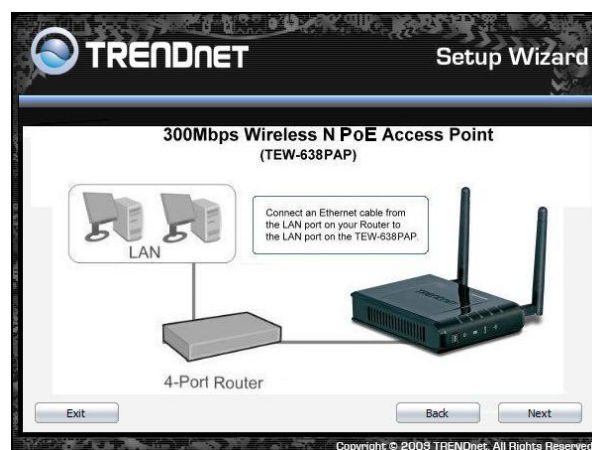 TRENDNET
Setup Wizard
300Mbps Wireless N PoE Access Point
(TEW-638PAP)
Connect an Ethernet cable from
the LAN port on your Router to
the LAN port on the TEW-638PAP.
LAN
TRENDNET
4-Port Router
Exit
Back
Next
Copyright © 2009 TRENDnet. All Rights Reserved